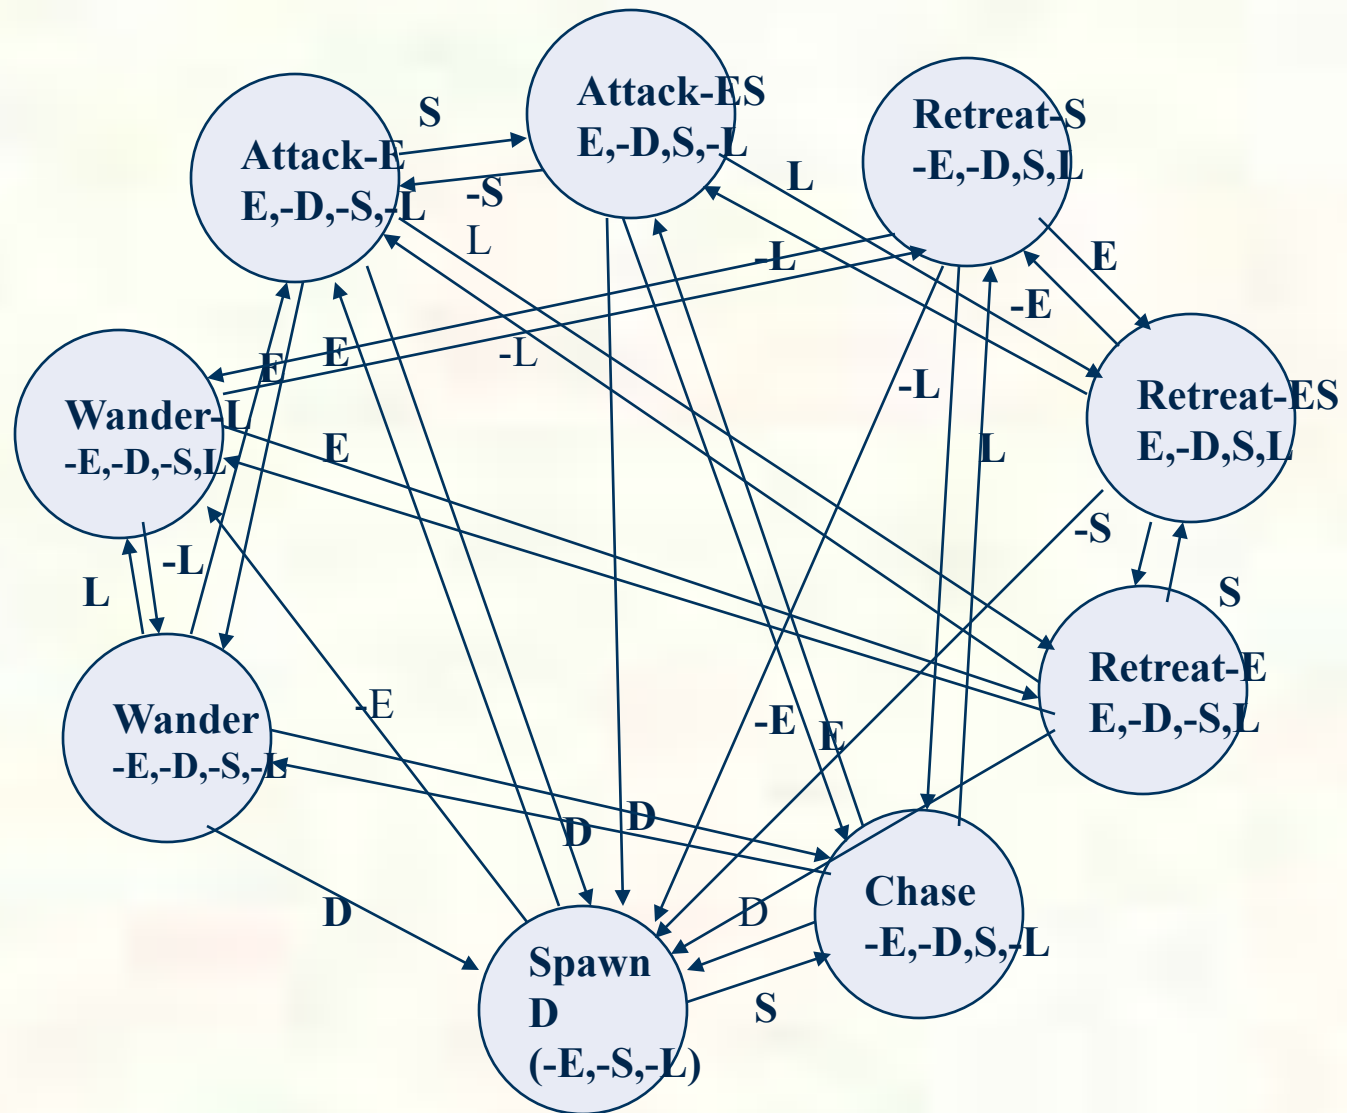 Attack-ES
E,-D,S,-L
S
Attack-E
E,-D,-S,-L
-S
L
Retreat-S
-E,-D,S,L
L
-L
E
-E
E
E
-L
-L
Retreat-ES
E,-D,S,L
Wander-L
-E,-D,-S,L
E
L
-S
-L
L
S
Retreat-E
E,-D,-S,L
Wander
-E,-D,-S,-L
-E
-E
E
D
D
D
D
Chase
-E,-D,S,-L
Spawn
D
(-E,-S,-L)
S